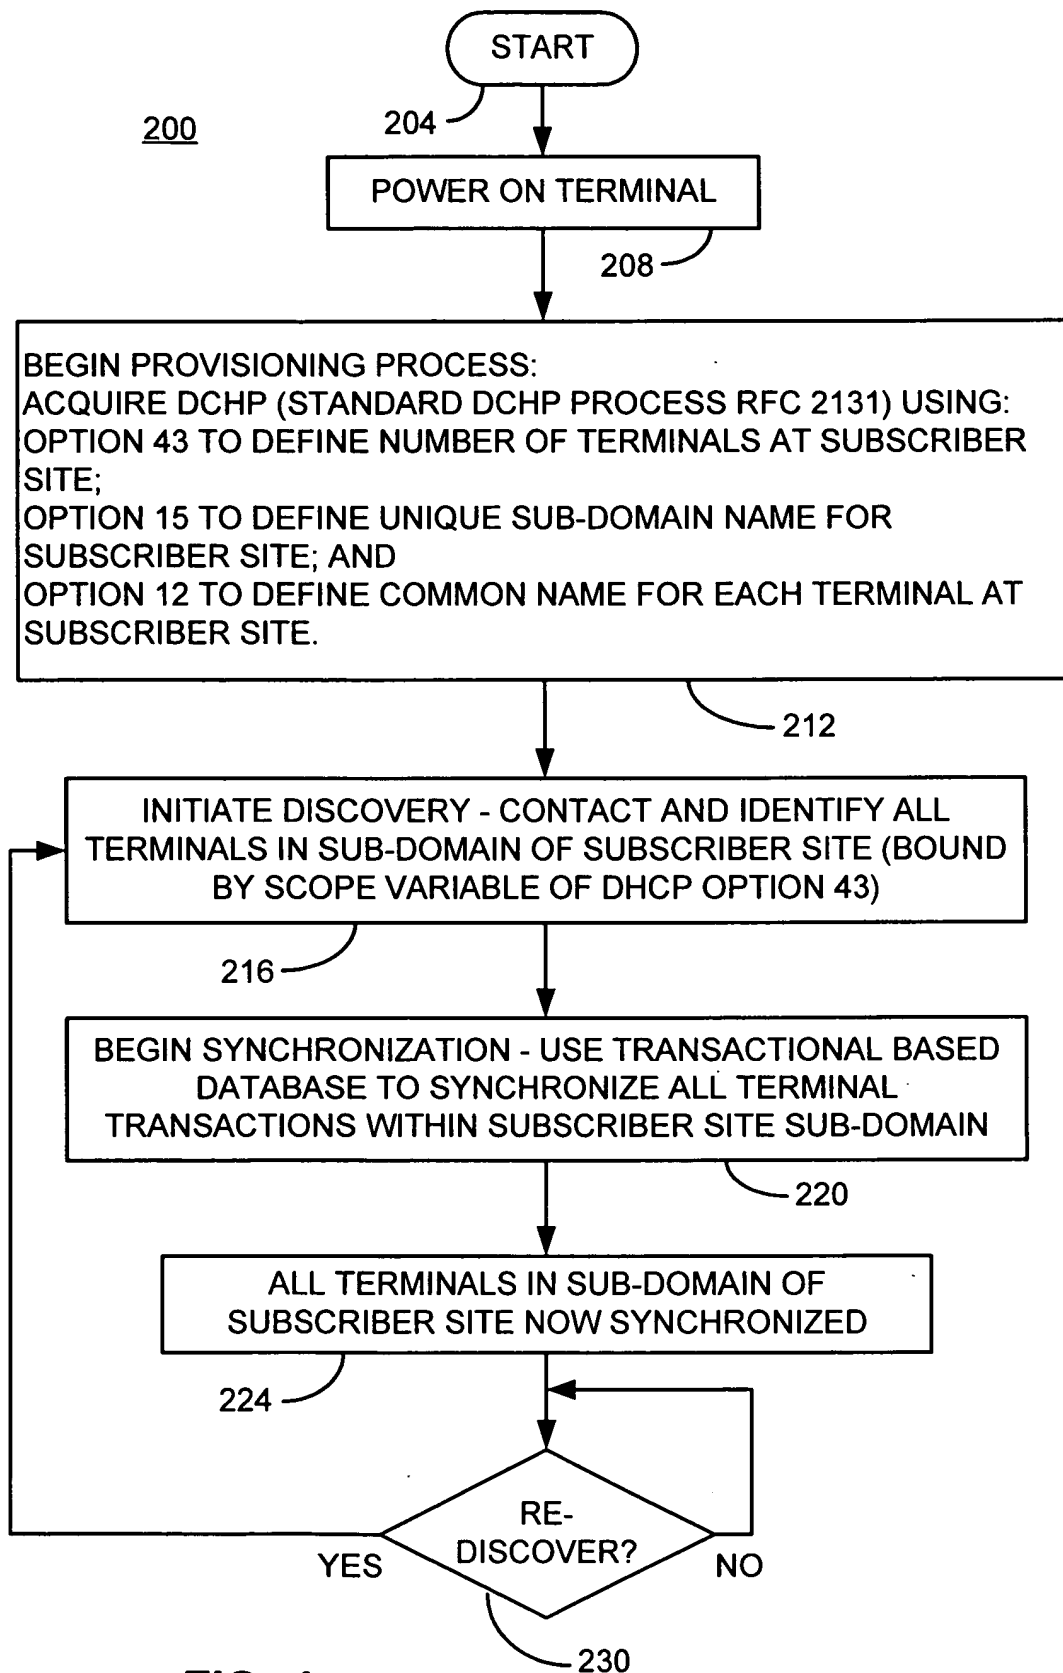 START
204
200
POWER ON TERMINAL
208
BEGIN PROVISIONING PROCESS:
ACQUIRE DCHP (STANDARD DCHP PROCESS RFC 2131) USING:
OPTION 43 TO DEFINE NUMBER OF TERMINALS AT SUBSCRIBER
SITE;
OPTION 15 TO DEFINE UNIQUE SUB-DOMAIN NAME FOR
SUBSCRIBER SITE; AND
OPTION 12 TO DEFINE COMMON NAME FOR EACH TERMINAL AT
SUBSCRIBER SITE.
212
INITIATE DISCOVERY - CONTACT AND IDENTIFY ALL
TERMINALS IN SUB-DOMAIN OF SUBSCRIBER SITE (BOUND
BY SCOPE VARIABLE OF DHCP OPTION 43)
216
BEGIN SYNCHRONIZATION - USE TRANSACTIONAL BASED
DATABASE TO SYNCHRONIZE ALL TERMINAL
TRANSACTIONS WITHIN SUBSCRIBER SITE SUB-DOMAIN
220
ALL TERMINALS IN SUB-DOMAIN OF
SUBSCRIBER SITE NOW SYNCHRONIZED
224
RE-
DISCOVER?
YES
NO
230